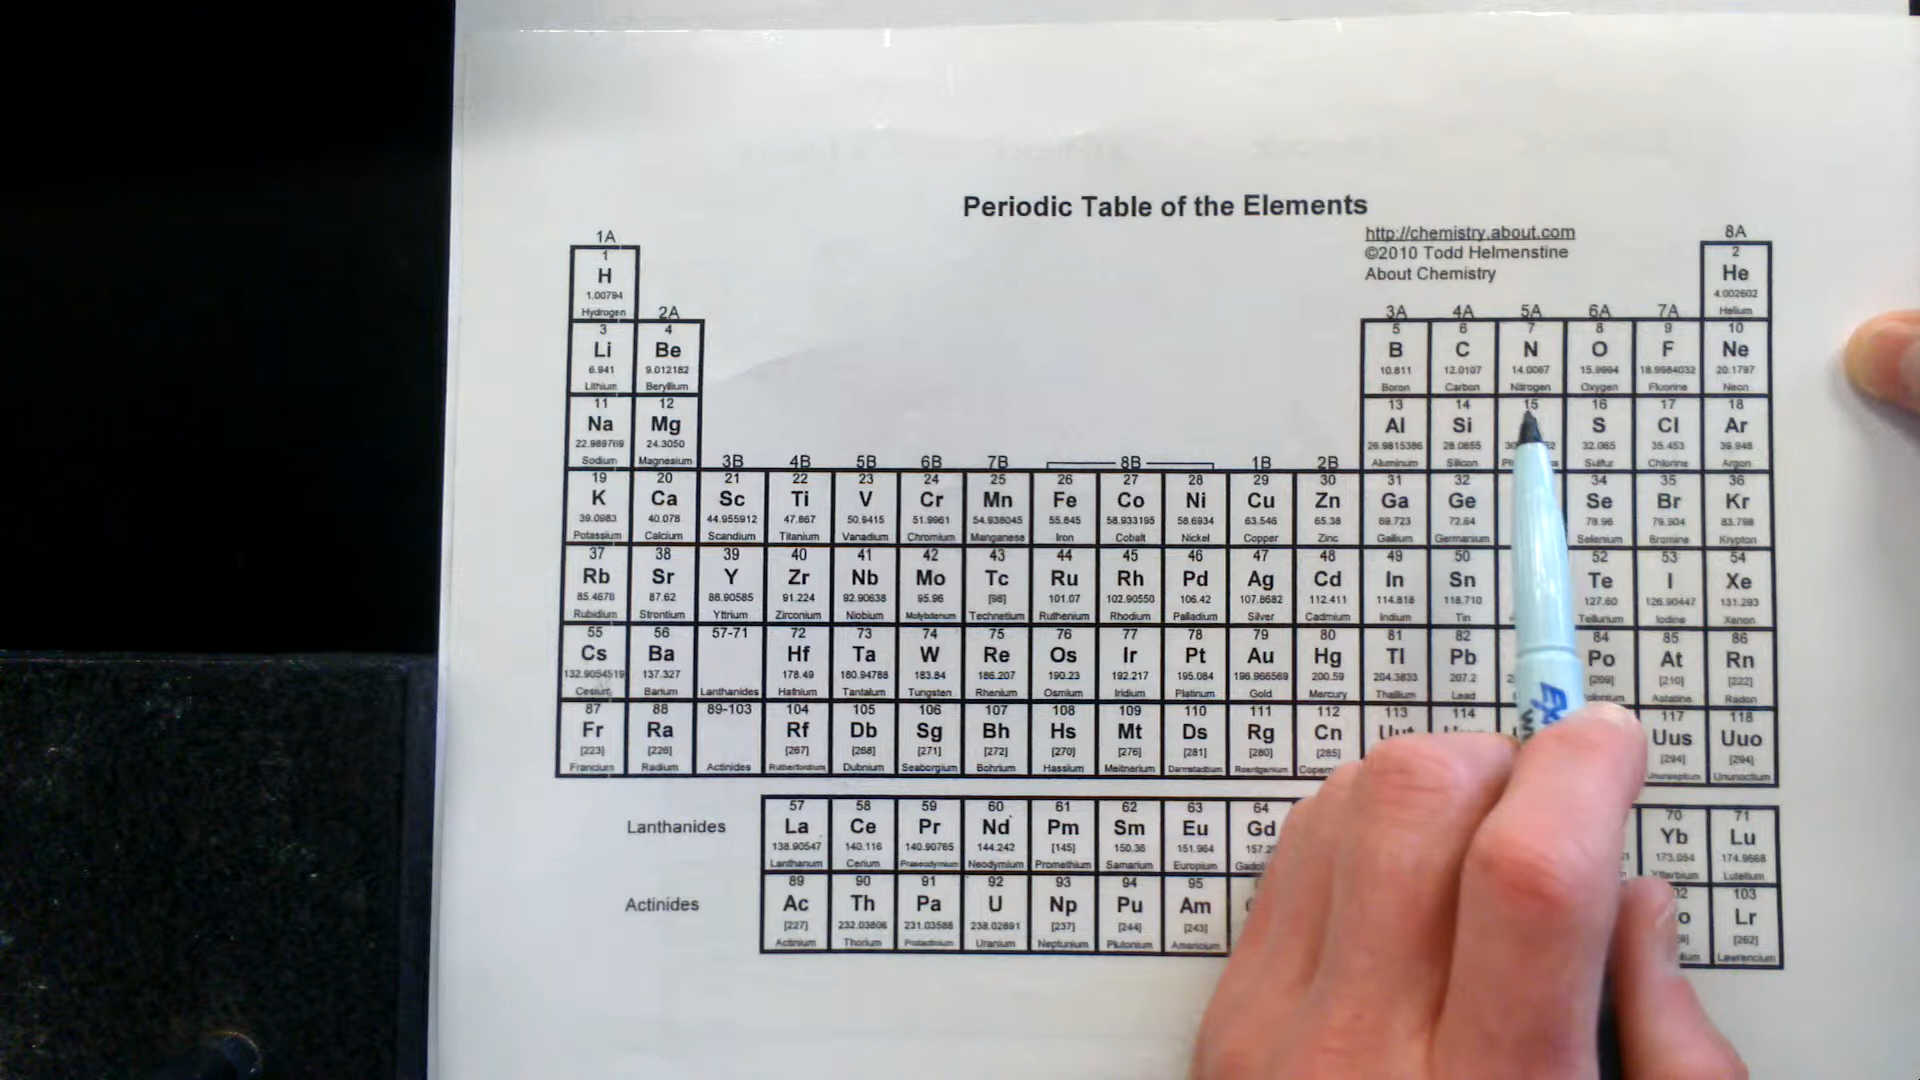 Periodic Table of the Elements
http://chemistry.about.com
©2010 Todd Helmenstine
About Chemistry
1A 8A
1 2
H He
1.00794 4.002602
Hydrogen Helium
2A 3A 4A 5A 6A 7A
3 4 5 6 7 8 9 10
Li Be B C N O F Ne
6.941 9.012182 10.811 12.0107 14.0067 15.9994 18.9984032 20.1797
Lithium Beryllium Boron Carbon Nitrogen Oxygen Fluorine Neon
11 12 13 14 15 16 17 18
Na Mg Al Si S Cl Ar
22.989769 24.3050 26.9815386 28.0855 32.065 35.453 39.948
Sodium Magnesium Aluminum Silicon Sulfur Chlorine Argon
3B 4B 5B 6B 7B 8B 1B 2B
19 20 21 22 23 24 25 26 27 28 29 30 31 32 34 35 36
K Ca Sc Ti V Cr Mn Fe Co Ni Cu Zn Ga Ge Se Br Kr
39.0983 40.078 44.955912 47.867 50.9415 51.9961 54.938045 55.845 58.933195 58.6934 63.546 65.38 69.723 72.64 78.96 79.904 83.798
Potassium Calcium Scandium Titanium Vanadium Chromium Manganese Iron Cobalt Nickel Copper Zinc Gallium Germanium Selenium Bromine Krypton
37 38 39 40 41 42 43 44 45 46 47 48 49 50 52 53 54
Rb Sr Y Zr Nb Mo Tc Ru Rh Pd Ag Cd In Sn Te I Xe
85.4678 87.62 88.90585 91.224 92.90638 95.96 [98] 101.07 102.90550 106.42 107.8682 112.411 114.818 118.710 127.60 126.90447 131.293
Rubidium Strontium Yttrium Zirconium Niobium Molybdenum Technetium Ruthenium Rhodium Palladium Silver Cadmium Indium Tin Tellurium Iodine Xenon
55 56 57-71 72 73 74 75 76 77 78 79 80 81 82 84 85 86
Cs Ba Hf Ta W Re Os Ir Pt Au Hg Tl Pb Po At Rn
132.9054519 137.327 178.49 180.94788 183.84 186.207 190.23 192.217 195.084 196.966569 200.59 204.3833 207.2 [209] [210] [222]
Cesium Barium Lanthanides Hafnium Tantalum Tungsten Rhenium Osmium Iridium Platinum Gold Mercury Thallium Lead Polonium Astatine Radon
87 88 89-103 104 105 106 107 108 109 110 111 112 113 114 117 118
Fr Ra Rf Db Sg Bh Hs Mt Ds Rg Cn Uus Uuo
[223] [226] [267] [268] [271] [272] [270] [276] [281] [280] [285] [294] [294]
Francium Radium Actinides Rutherfordium Dubnium Seaborgium Bohrium Hassium Meitnerium Darmstadtium Roentgenium Ununseptium Ununoctium
57 58 59 60 61 62 63 64 70 71
Lanthanides La Ce Pr Nd Pm Sm Eu Gd Yb Lu
138.90547 140.116 140.90765 144.242 [145] 150.36 151.964 173.054 174.9668
Lanthanum Cerium Praseodymium Neodymium Promethium Samarium Europium Ytterbium Lutetium
89 90 91 92 93 94 95 103
Actinides Ac Th Pa U Np Pu Am Lr
[227] 232.03806 231.03588 238.02891 [237] [244] [243] [262]
Actinium Thorium Protactinium Uranium Neptunium Plutonium Americium Lawrencium